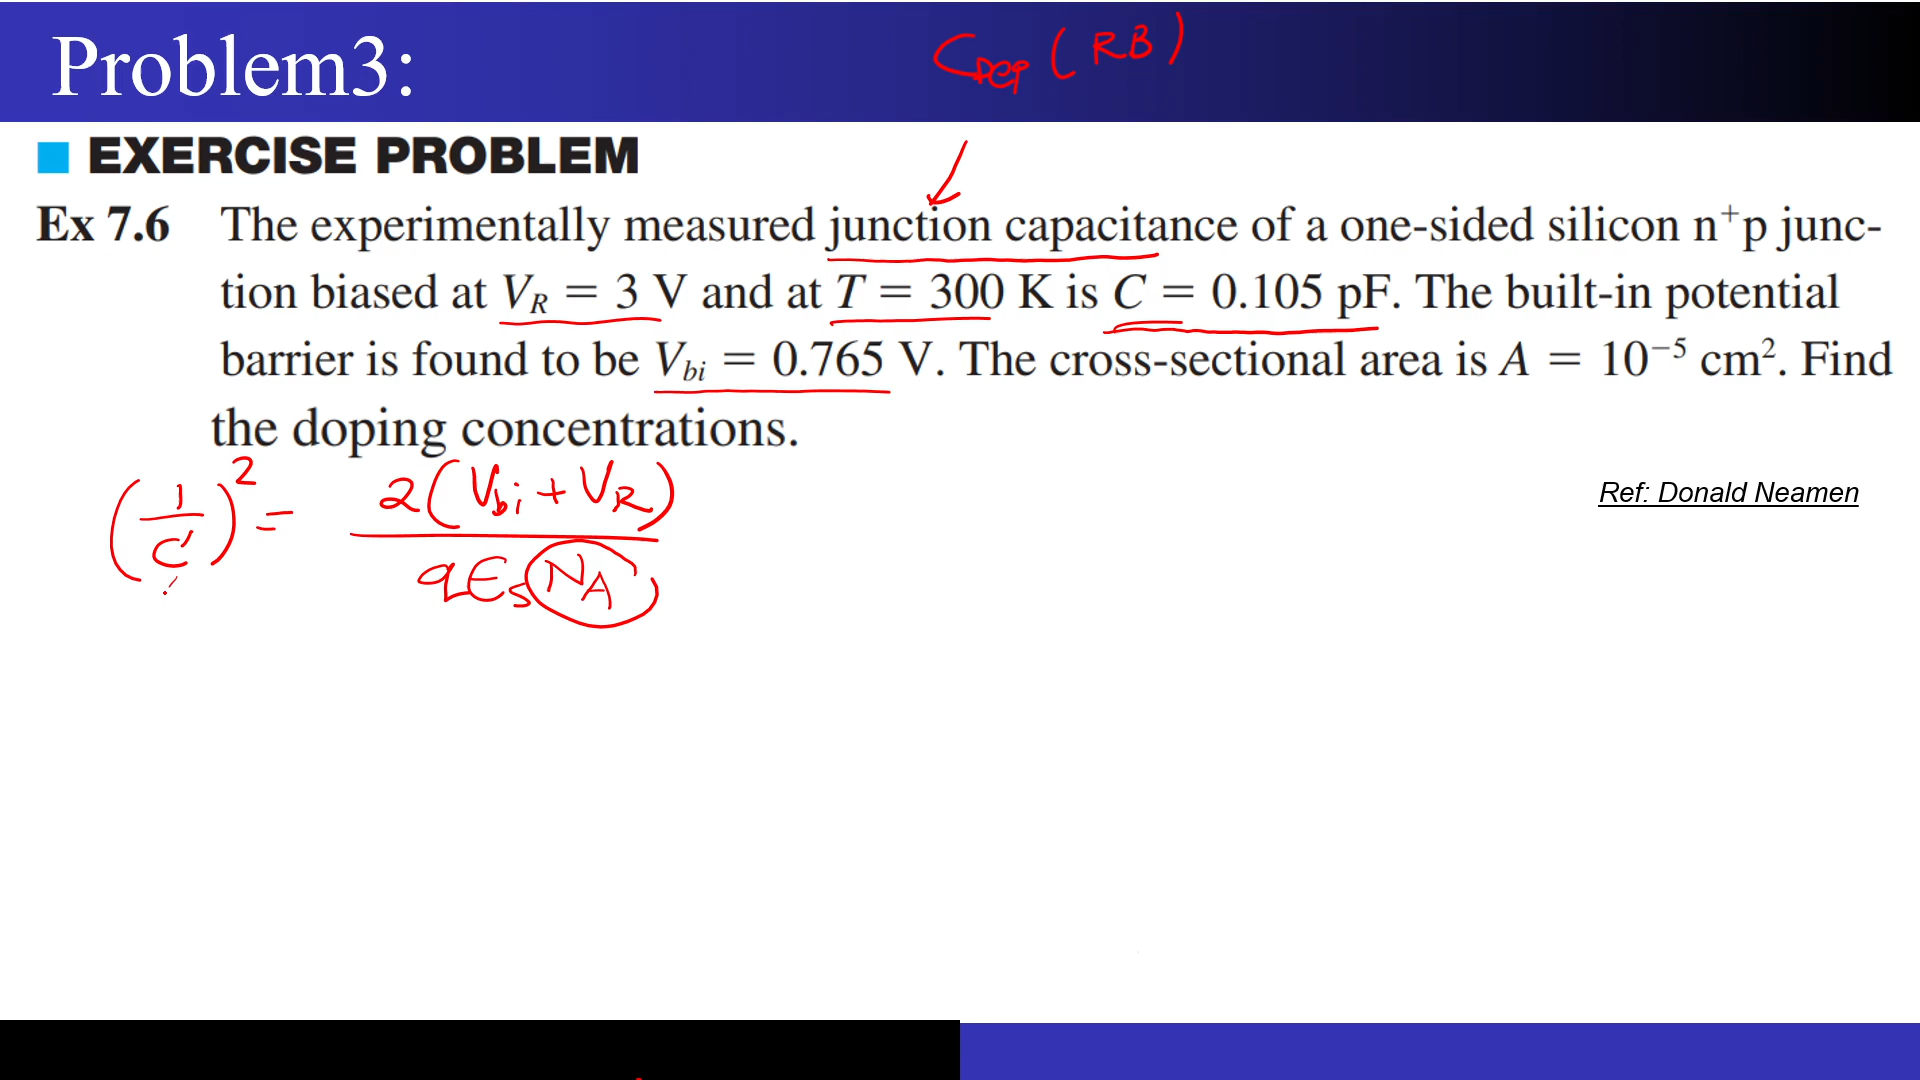 Problem3:
C_Dep (RB)
EXERCISE PROBLEM
Ex 7.6 The experimentally measured junction capacitance of a one-sided silicon n⁺p junc-
tion biased at V_R = 3 V and at T = 300 K is C = 0.105 pF. The built-in potential
barrier is found to be V_bi = 0.765 V. The cross-sectional area is A = 10⁻⁵ cm². Find
the doping concentrations.
Ref: Donald Neamen
(1/C′)² = 2(V_bi + V_R) / qϵ_s N_A